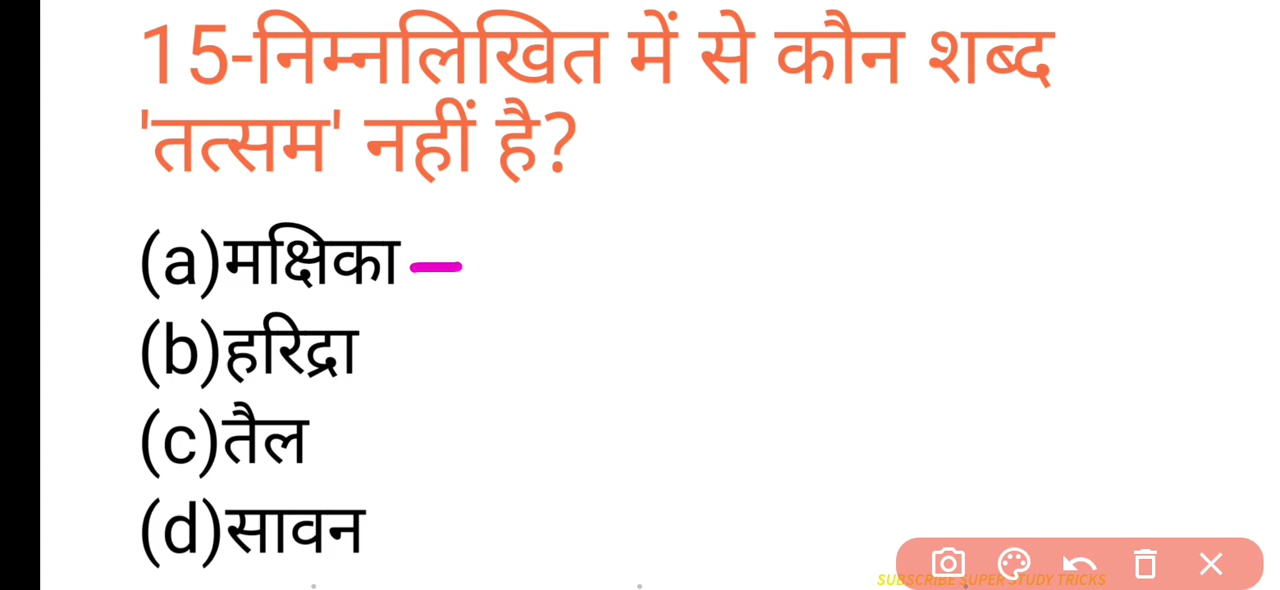 15-निम्नलिखित में से कौन शब्द
'तत्सम' नहीं है?
(a)मक्षिका
(b)हरिद्रा
(c)तैल
(d)सावन
SUBSCRIBE SUPER STUDY TRICKS